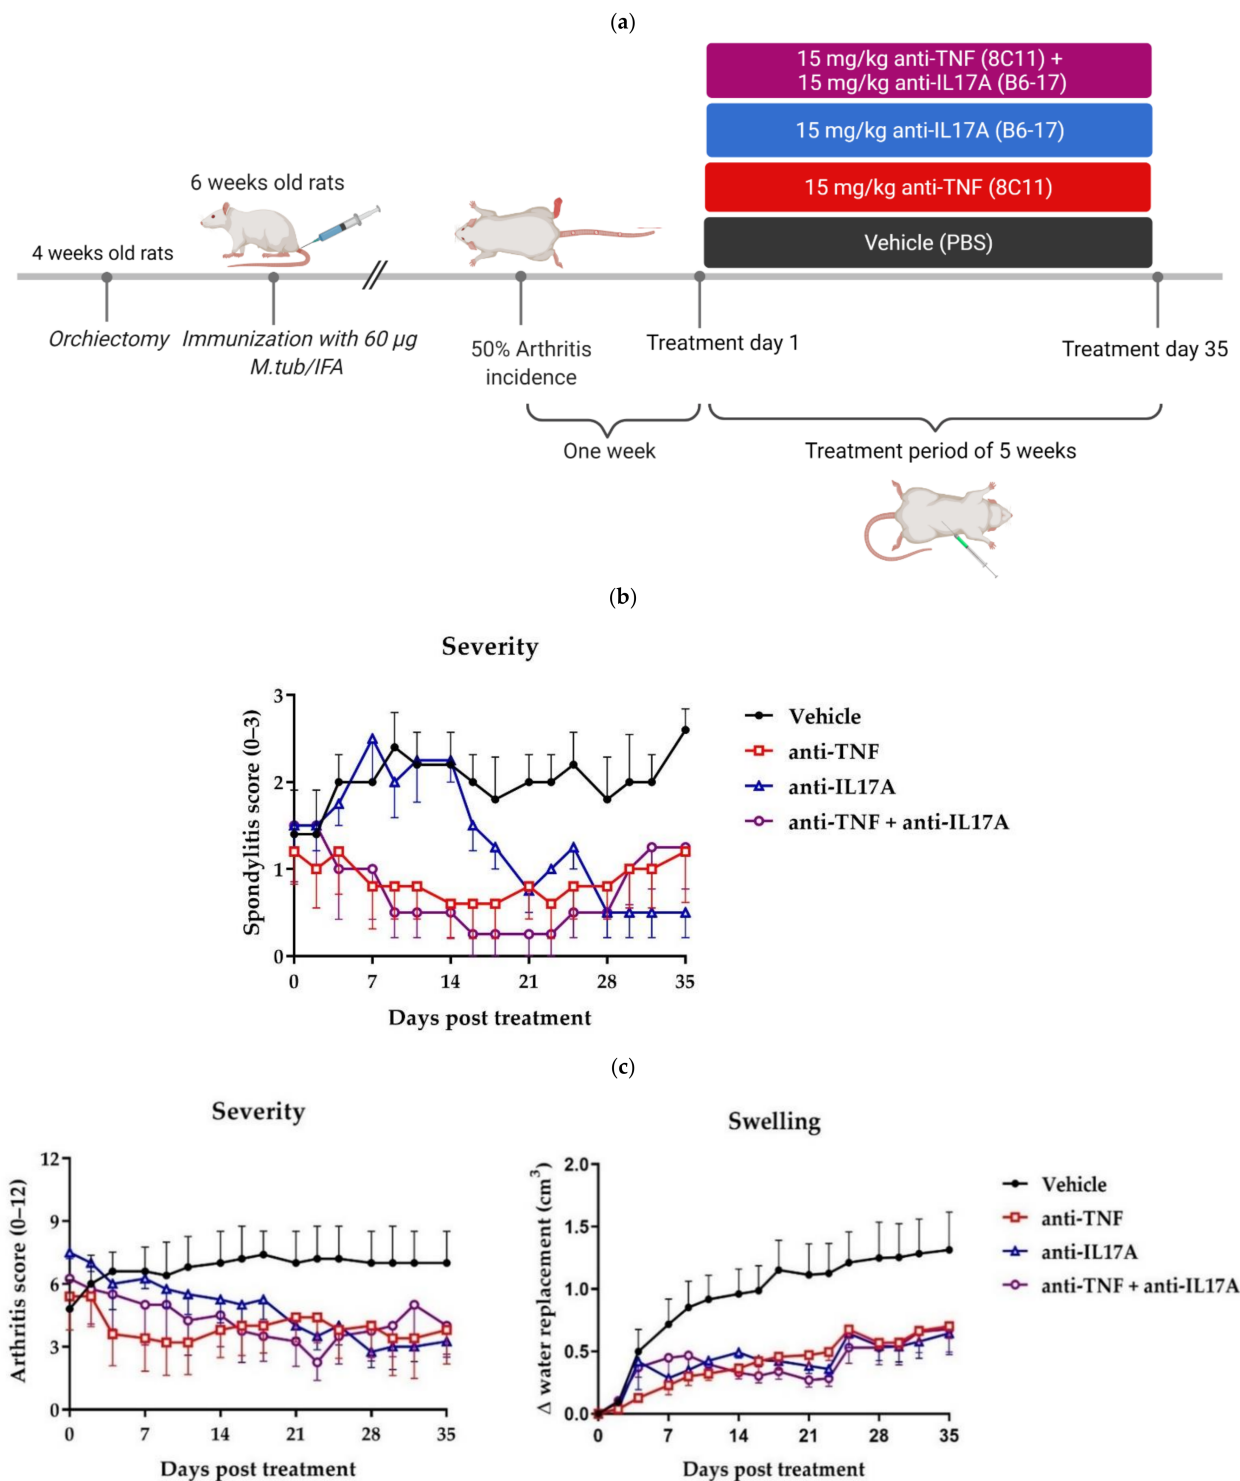 (a)
15 mg/kg anti-TNF (8C11) +
15 mg/kg anti-IL17A (B6-17)
15 mg/kg anti-IL17A (B6-17)
15 mg/kg anti-TNF (8C11)
Vehicle (PBS)
6 weeks old rats
4 weeks old rats
Orchiectomy
Immunization with 60 µg
M.tub/IFA
50% Arthritis
incidence
Treatment day 1
Treatment day 35
One week
Treatment period of 5 weeks
(b)
Severity
Spondylitis score (0–3)
3
2
1
0
0 7 14 21 28 35
Days post treatment
Vehicle
anti-TNF
anti-IL17A
anti-TNF + anti-IL17A
(c)
Severity
Arthritis score (0–12)
12
9
6
3
0
0 7 14 21 28 35
Days post treatment
Swelling
Δ water replacement (cm³)
2.0
1.5
1.0
0.5
0.0
0 7 14 21 28 35
Days post treatment
Vehicle
anti-TNF
anti-IL17A
anti-TNF + anti-IL17A